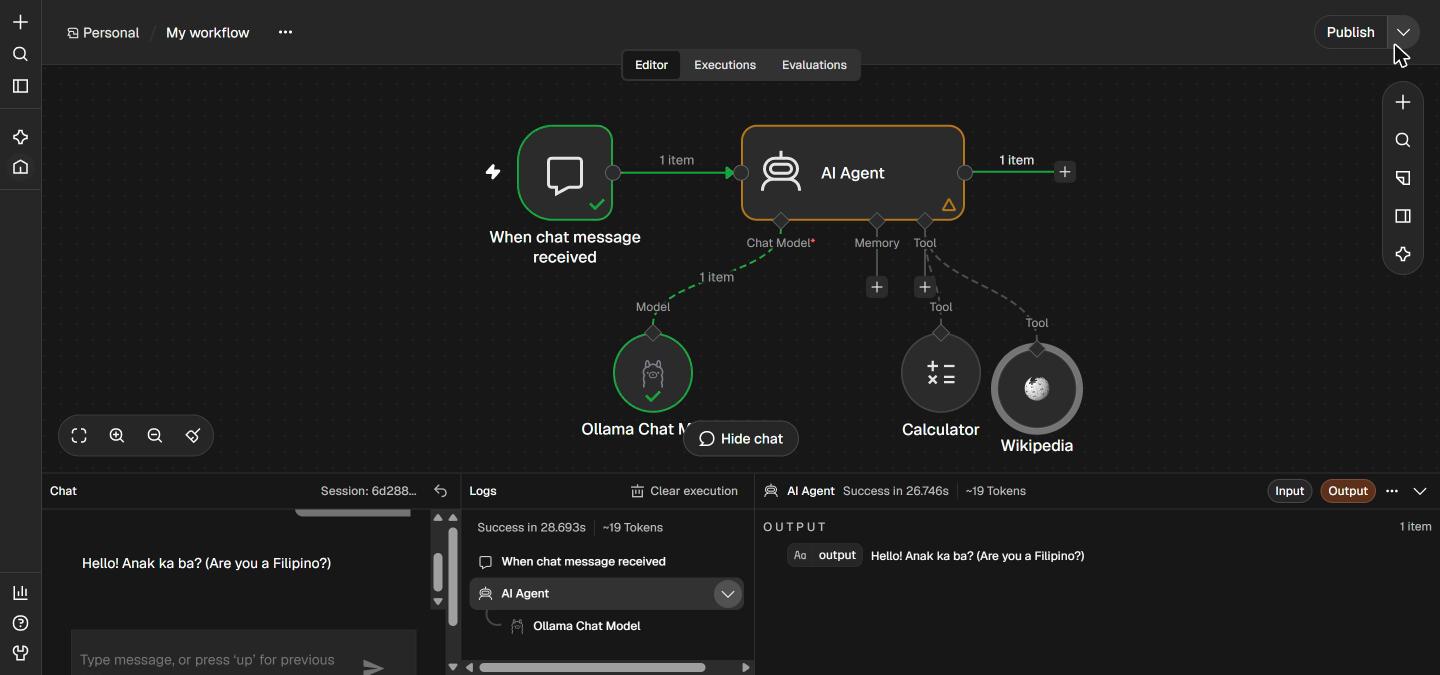 Personal / My workflow
Publish
Editor Executions Evaluations
1 item
1 item
AI Agent
When chat message
received
Chat Model*
Memory
Tool
1 item
Model
Tool
Tool
Ollama Chat M
Hide chat
Calculator
Wikipedia
Chat
Session: 6d288...
Hello! Anak ka ba? (Are you a Filipino?)
Type message, or press ‘up’ for previous
Logs
Clear execution
Success in 28.693s ~19 Tokens
When chat message received
AI Agent
Ollama Chat Model
AI Agent Success in 26.746s ~19 Tokens
Input Output
OUTPUT
1 item
Aa output Hello! Anak ka ba? (Are you a Filipino?)